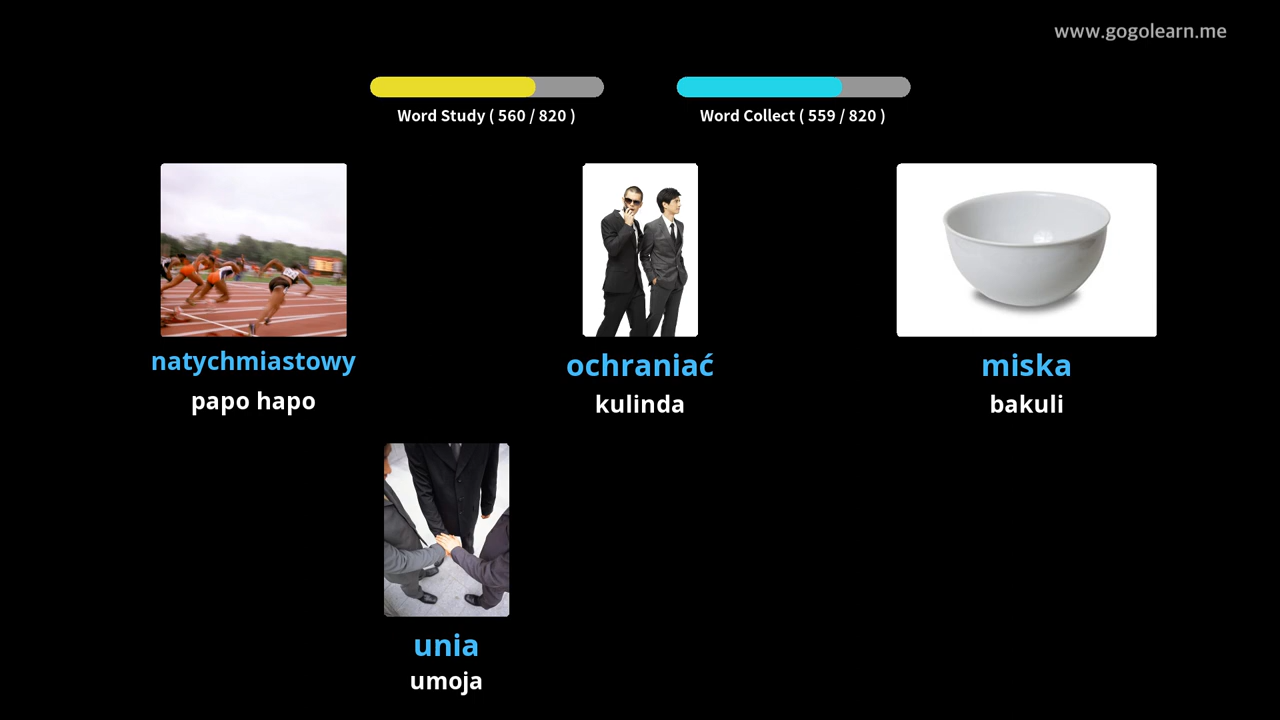 www.gogolearn.me
Word Study ( 560 / 820 )
Word Collect ( 559 / 820 )
natychmiastowy
papo hapo
ochraniać
kulinda
miska
bakuli
unia
umoja